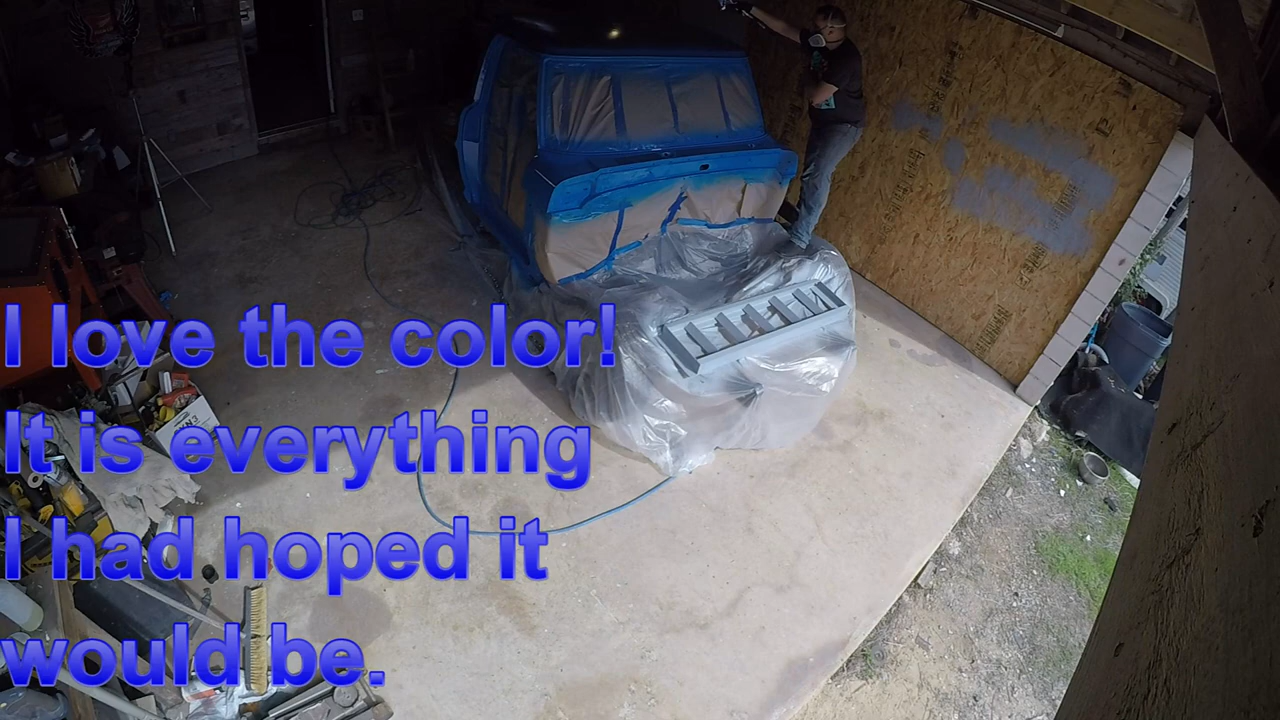 I love the color!
It is everything
I had hoped it
would be.